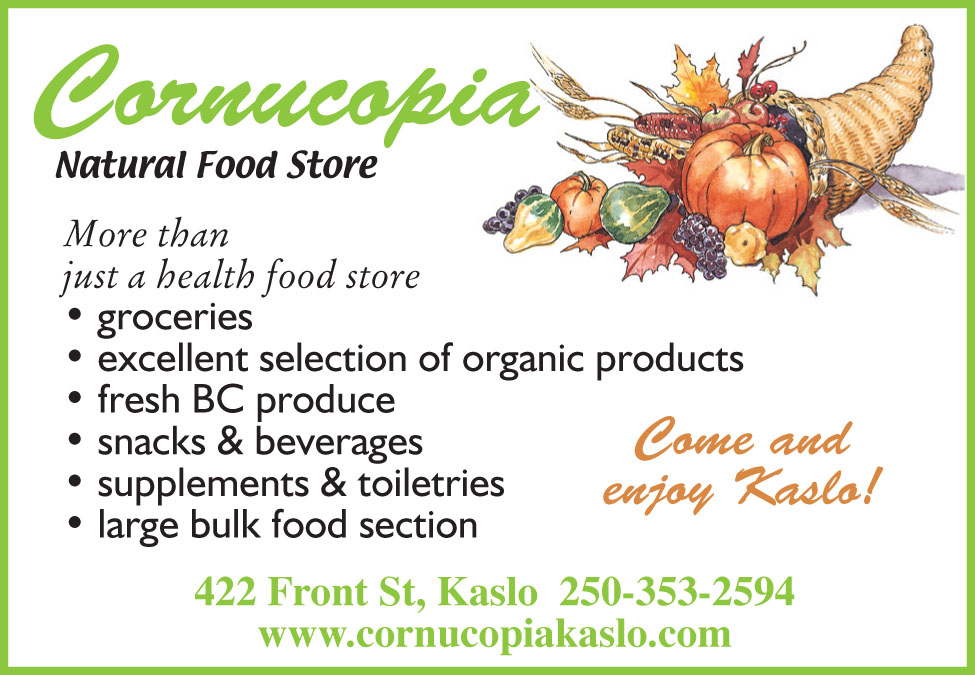 Cornucopia
Natural Food Store
More than
just a health food store
• groceries
• excellent selection of organic products
• fresh BC produce
• snacks & beverages
• supplements & toiletries
• large bulk food section
Come and
enjoy Kaslo!
422 Front St, Kaslo 250-353-2594
www.cornucopiakaslo.com